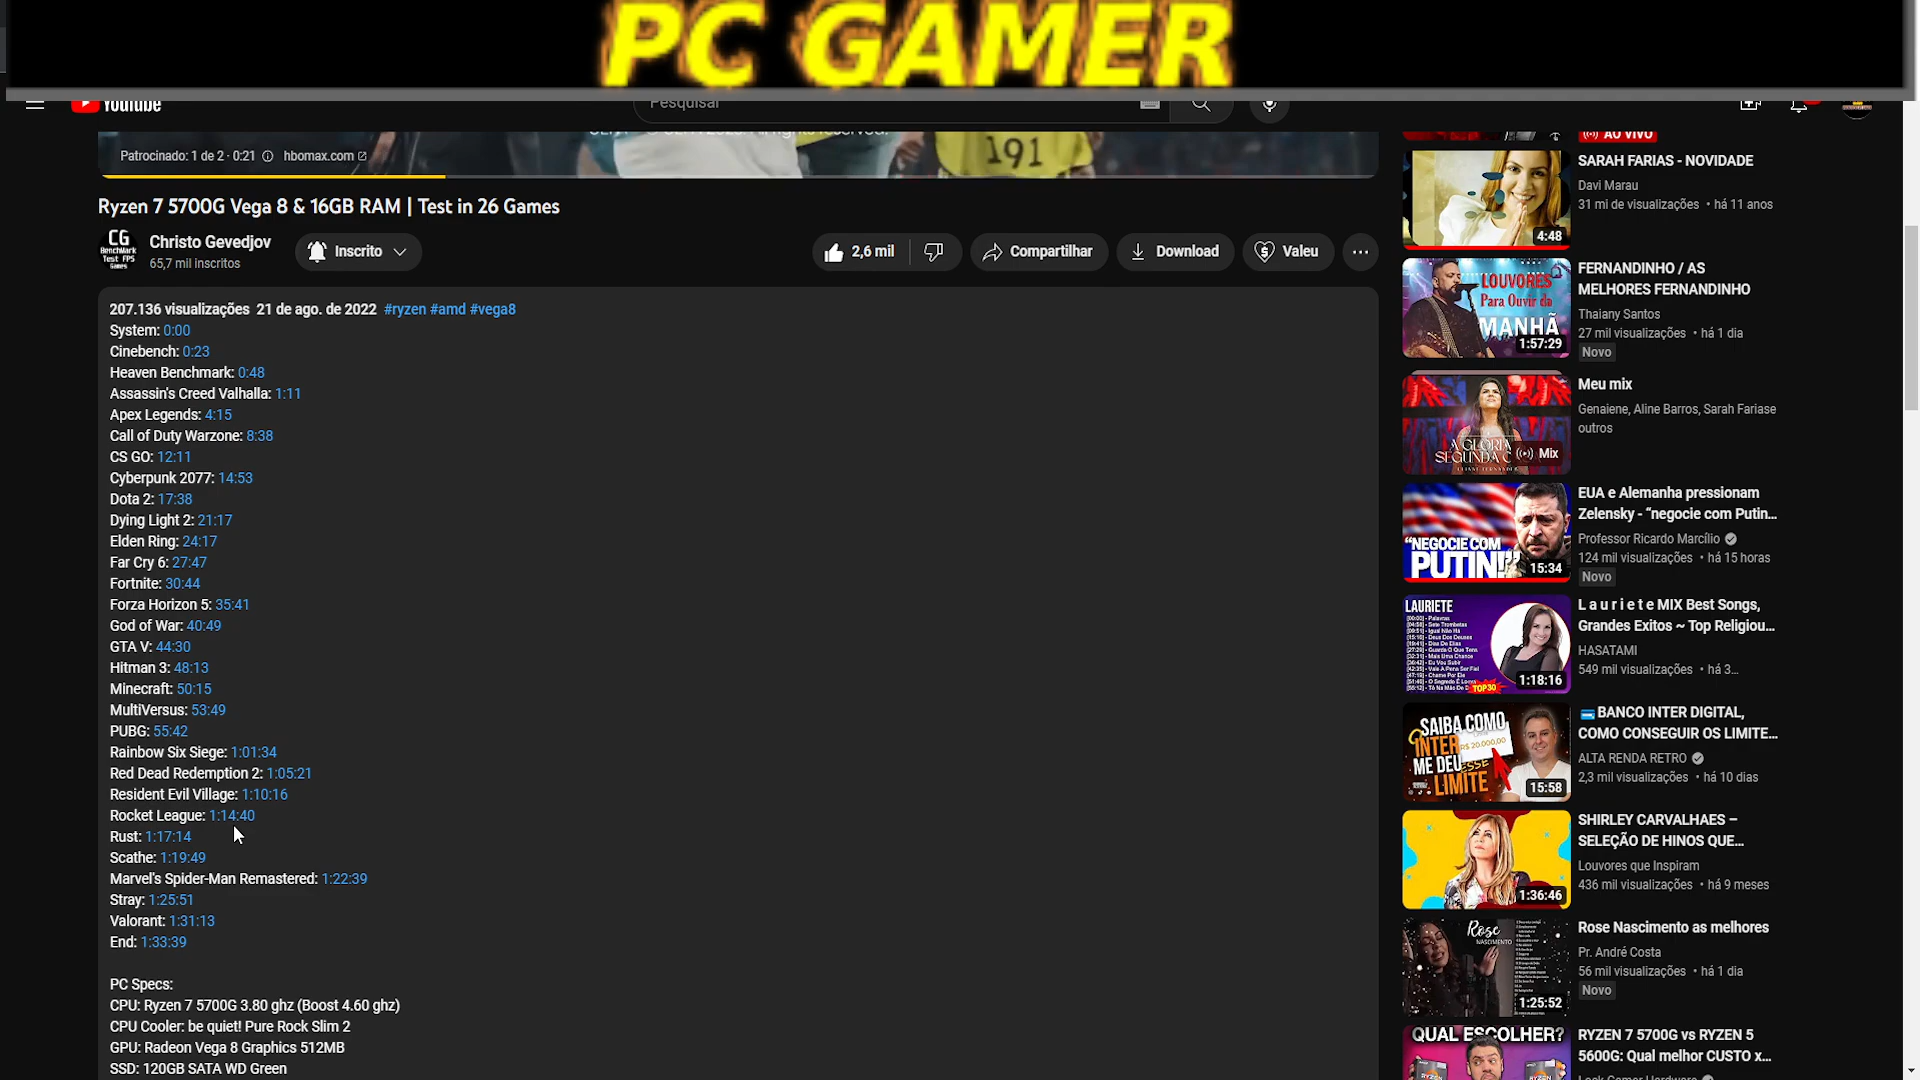 PC GAMER
YouTube
Pesquisar
191
Patrocinado: 1 de 2 · 0:21 hbomax.com
Ryzen 7 5700G Vega 8 & 16GB RAM | Test in 26 Games
CG
BenchMark
Test FPS
Games
Christo Gevedjov
65,7 mil inscritos
Inscrito
2,6 mil
Compartilhar
Download
Valeu
207.136 visualizações 21 de ago. de 2022 #ryzen #amd #vega8
System: 0:00
Cinebench: 0:23
Heaven Benchmark: 0:48
Assassin's Creed Valhalla: 1:11
Apex Legends: 4:15
Call of Duty Warzone: 8:38
CS GO: 12:11
Cyberpunk 2077: 14:53
Dota 2: 17:38
Dying Light 2: 21:17
Elden Ring: 24:17
Far Cry 6: 27:47
Fortnite: 30:44
Forza Horizon 5: 35:41
God of War: 40:49
GTA V: 44:30
Hitman 3: 48:13
Minecraft: 50:15
MultiVersus: 53:49
PUBG: 55:42
Rainbow Six Siege: 1:01:34
Red Dead Redemption 2: 1:05:21
Resident Evil Village: 1:10:16
Rocket League: 1:14:40
Rust: 1:17:14
Scathe: 1:19:49
Marvel's Spider-Man Remastered: 1:22:39
Stray: 1:25:51
Valorant: 1:31:13
End: 1:33:39
PC Specs:
CPU: Ryzen 7 5700G 3.80 ghz (Boost 4.60 ghz)
CPU Cooler: be quiet! Pure Rock Slim 2
GPU: Radeon Vega 8 Graphics 512MB
SSD: 120GB SATA WD Green
AO VIVO
4:48
SARAH FARIAS - NOVIDADE
Davi Marau
31 mi de visualizações • há 11 anos
LOUVORES
Para Ouvir da
MANHÃ
1:57:29
FERNANDINHO / AS
MELHORES FERNANDINHO
Thaiany Santos
27 mil visualizações • há 1 dia
Novo
A GLÓRIA
SEGUNDA C
Mix
Meu mix
Genaiene, Aline Barros, Sarah Fariase
outros
"NEGOCIE COM
PUTIN!"
15:34
EUA e Alemanha pressionam
Zelensky - "negocie com Putin...
Professor Ricardo Marcílio
124 mil visualizações • há 15 horas
Novo
LAURIETE
TOP30
1:18:16
L a u r i e t e MIX Best Songs,
Grandes Exitos ~ Top Religiou...
HASATAMI
549 mil visualizações • há 3...
SAIBA COMO
INTER
R$ 20.000,00
ME DEU ESSE
LIMITE
15:58
BANCO INTER DIGITAL,
COMO CONSEGUIR OS LIMITE...
ALTA RENDA RETRO
2,3 mil visualizações • há 10 dias
1:36:46
SHIRLEY CARVALHAES –
SELEÇÃO DE HINOS QUE...
Louvores que Inspiram
436 mil visualizações • há 9 meses
Rose
NASCIMENTO
1:25:52
Rose Nascimento as melhores
Pr. André Costa
56 mil visualizações • há 1 dia
Novo
QUAL ESCOLHER?
RYZEN 7 5700G vs RYZEN 5
5600G: Qual melhor CUSTO x...